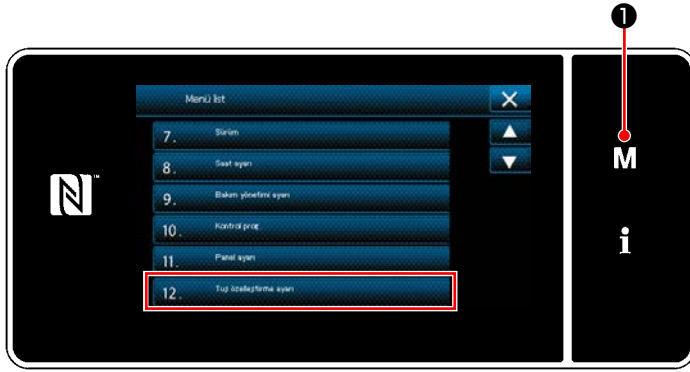 ❶
Menü list
7. Sürüm
8. Saat ayarı
9. Bakım yönetimi ayarı
10. Kontrol prog
11. Panel ayarı
12. Tuş özelleştirme ayarı
M
i